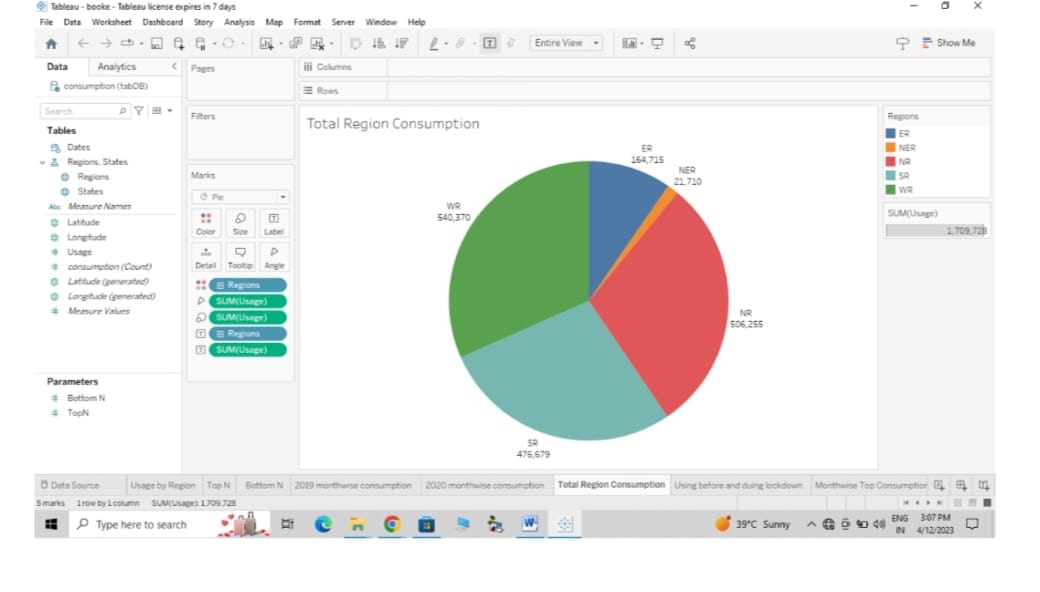 Tableau - booke - Tableau license expires in 7 days
File Data Worksheet Dashboard Story Analysis Map Format Server Window Help
Entire View
Show Me
Data Analytics
consumption (tabDB)
Search
Tables
Dates
Regions, States
Regions
States
Abc Measure Names
Latitude
Longitude
Usage
consumption (Count)
Latitude (generated)
Longitude (generated)
Measure Values
Parameters
Bottom N
TopN
Pages
Filters
Marks
Pie
Color Size Label
Detail Tooltip Angle
Regions
SUM(Usage)
SUM(Usage)
Regions
SUM(Usage)
Columns
Rows
Total Region Consumption
ER
164,715
NER
21,710
WR
540,370
NR
506,255
SR
476,679
Regions
ER
NER
NR
SR
WR
SUM(Usage)
1,709,728
Data Source Usage by Region Top N Bottom N 2019 monthwise consumption 2020 monthwise consumption Total Region Consumption Using before and duing lockdown Monthwise Top Consumption
5 marks 1 row by 1 column SUM(Usage): 1,709,728
Type here to search
39°C Sunny
ENG
IN
3:07 PM
4/12/2023